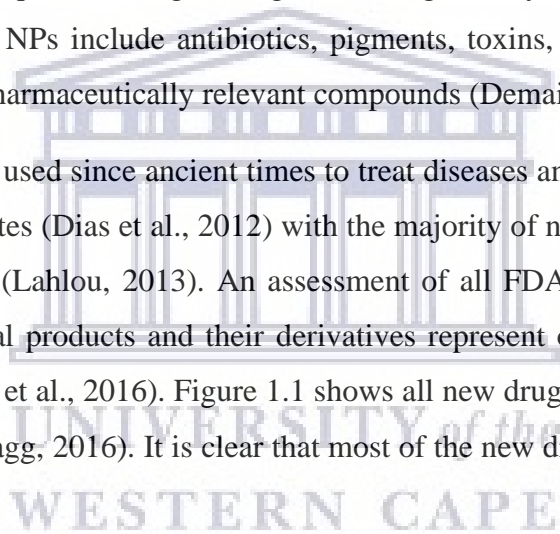 NPs include antibiotics, pigments, toxins,
harmaceutically relevant compounds (Demai
used since ancient times to treat diseases an
tes (Dias et al., 2012) with the majority of n
(Lahlou, 2013). An assessment of all FDA
al products and their derivatives represent
et al., 2016). Figure 1.1 shows all new drug
agg, 2016). It is clear that most of the new d
UNIVERSITY of the
WESTERN CAPE